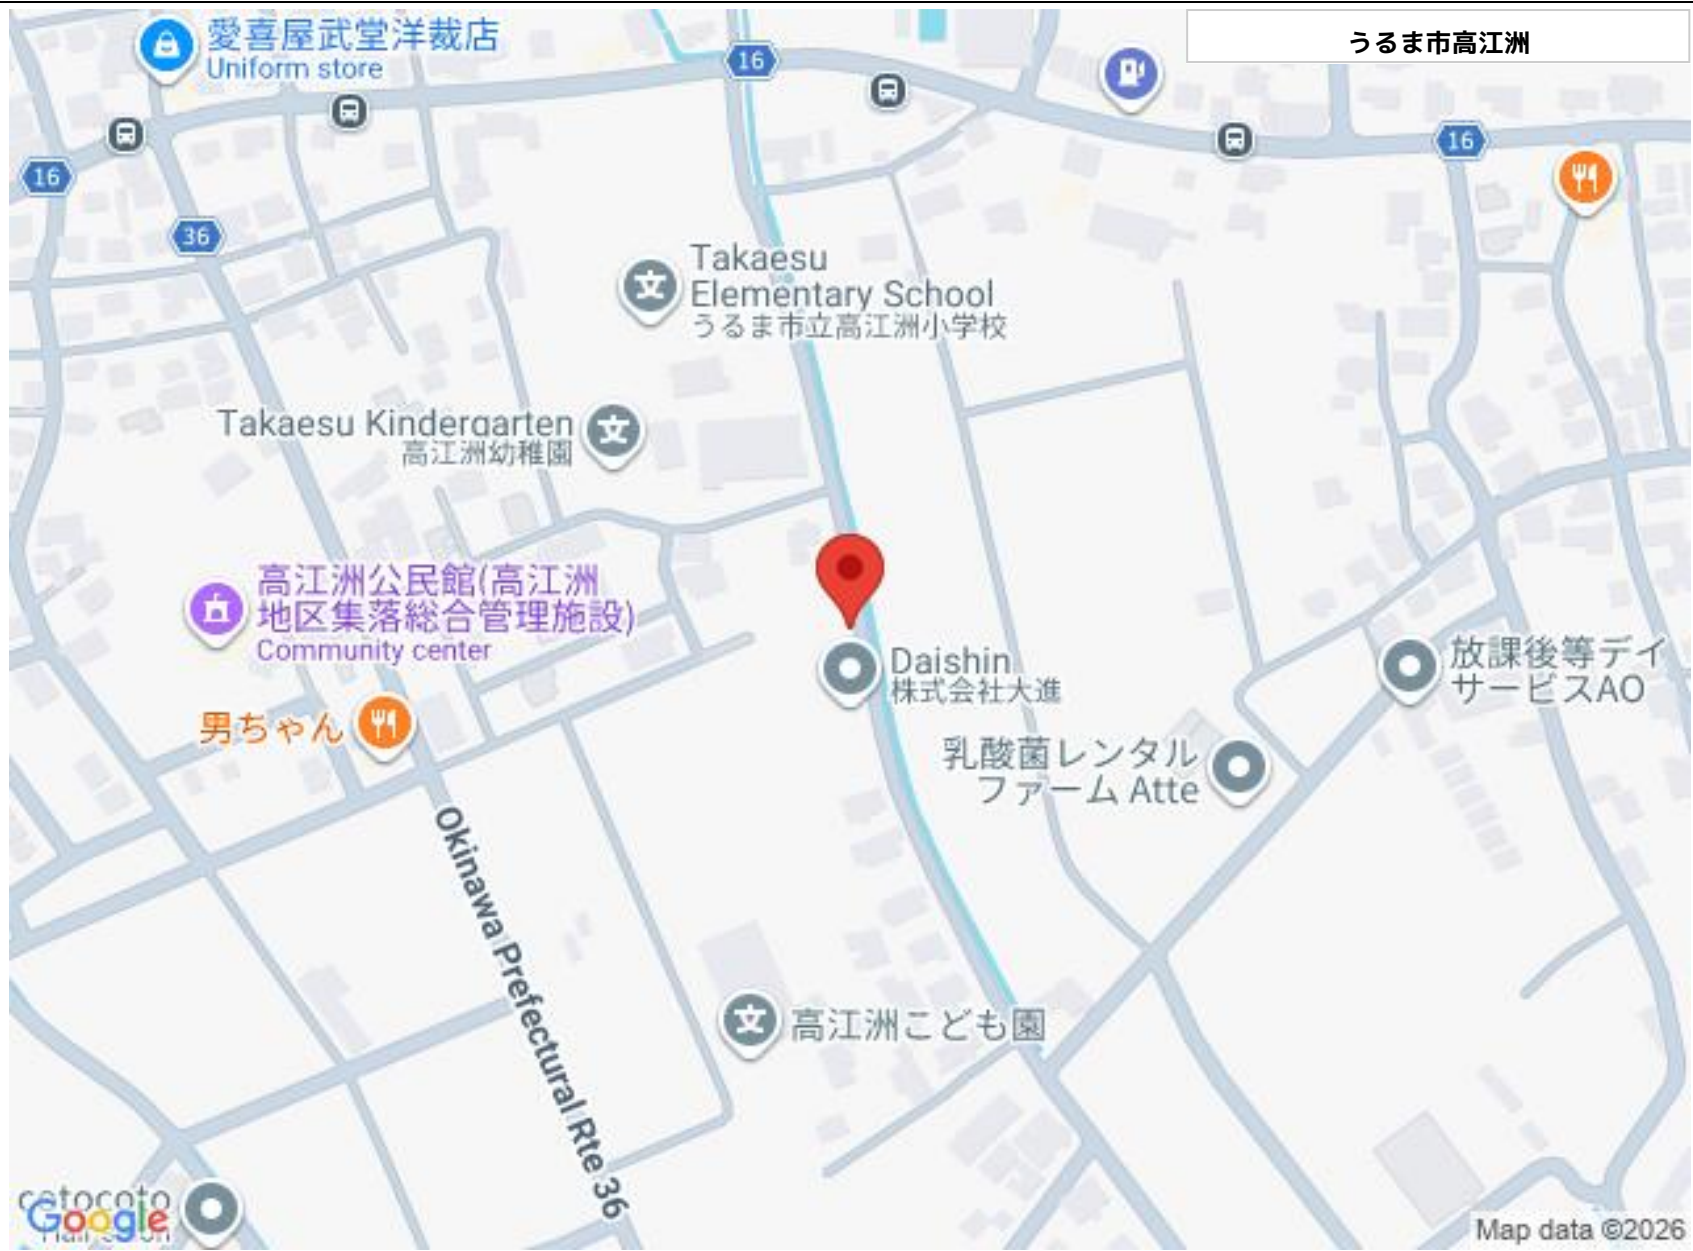 愛喜屋武堂洋裁店
Uniform store
16
うるま市高江洲
16
16
36
Takaesu
Elementary School
うるま市立高江洲小学校
Takaesu Kindergarten
高江洲幼稚園
高江洲公民館(高江洲
地区集落総合管理施設)
Community center
Daishin
株式会社大進
放課後等デイ
サービスAO
男ちゃん
乳酸菌レンタル
ファーム Atte
Okinawa Prefectural Rte 36
高江洲こども園
Google
Map data ©2026